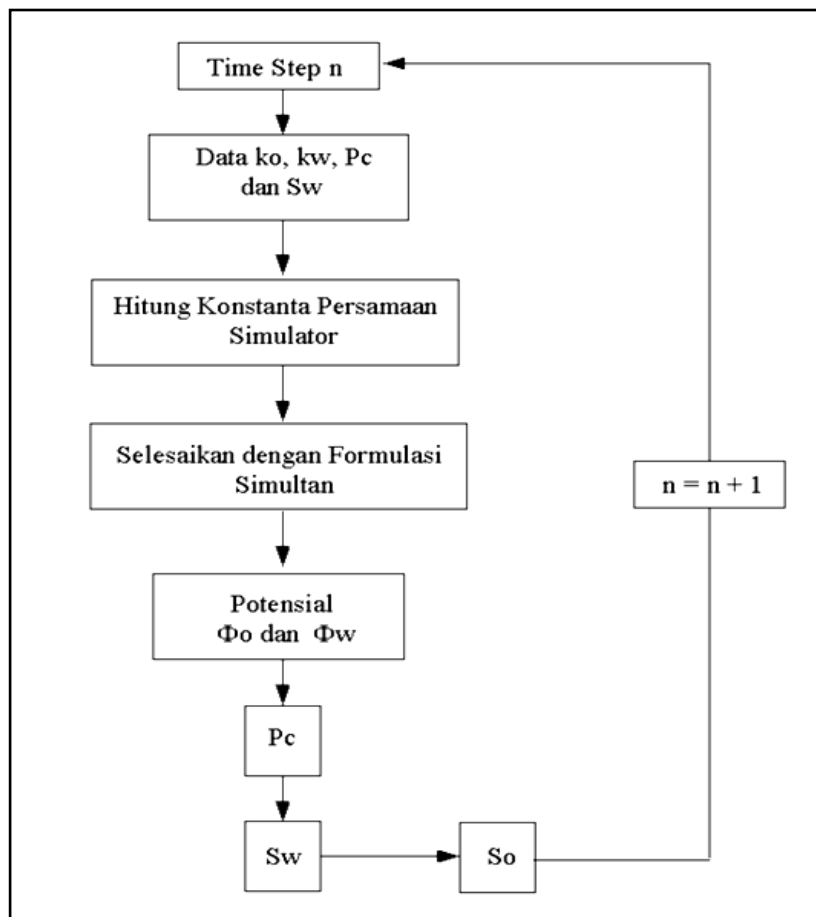 Time Step n
Data ko, kw, Pc
dan Sw
Hitung Konstanta Persamaan
Simulator
Selesaikan dengan Formulasi
Simultan
n = n + 1
Potensial
Φo dan Φw
Pc
Sw
So